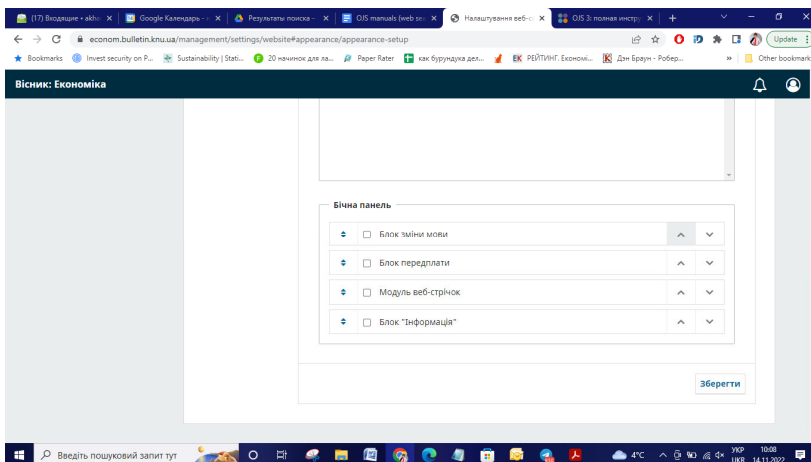 (17) Входящие • akha
Google Календарь -
Результаты поиска -
OJS manuals (web se
Налаштування веб-с
OJS 3: полная инстру
econom.bulletin.knu.ua/management/settings/website#appearance/appearance-setup
Update
Bookmarks
Invest security on P...
Sustainability | Stati...
20 начинок для ла...
Paper Rater
как бурундука дел...
РЕЙТИНГ. Економі...
Дэн Браун - Робер...
»
Other bookmark
Вісник: Економіка
Бічна панель
Блок зміни мови
Блок передплати
Модуль веб-стрічок
Блок "Інформація"
Зберегти
Введіть пошуковий запит тут
4°C
УКР
UKR
10:08
14.11.2022